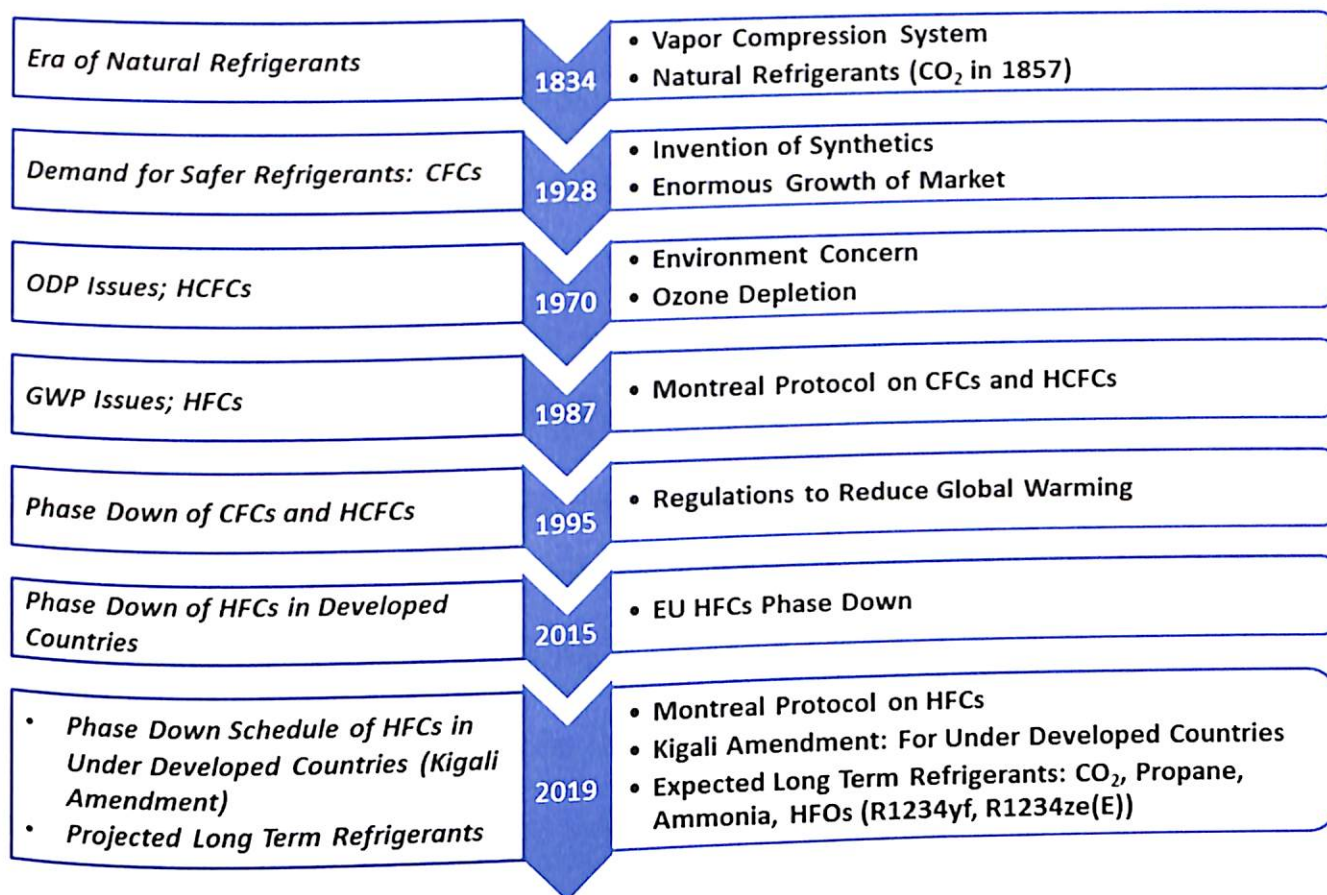 Era of Natural Refrigerants
1834
• Vapor Compression System
• Natural Refrigerants (CO₂ in 1857)
Demand for Safer Refrigerants: CFCs
1928
• Invention of Synthetics
• Enormous Growth of Market
ODP Issues; HCFCs
1970
• Environment Concern
• Ozone Depletion
GWP Issues; HFCs
1987
• Montreal Protocol on CFCs and HCFCs
Phase Down of CFCs and HCFCs
1995
• Regulations to Reduce Global Warming
Phase Down of HFCs in Developed
Countries
2015
• EU HFCs Phase Down
• Phase Down Schedule of HFCs in
Under Developed Countries (Kigali
Amendment)
• Projected Long Term Refrigerants
2019
• Montreal Protocol on HFCs
• Kigali Amendment: For Under Developed Countries
• Expected Long Term Refrigerants: CO₂, Propane,
Ammonia, HFOs (R1234yf, R1234ze(E))